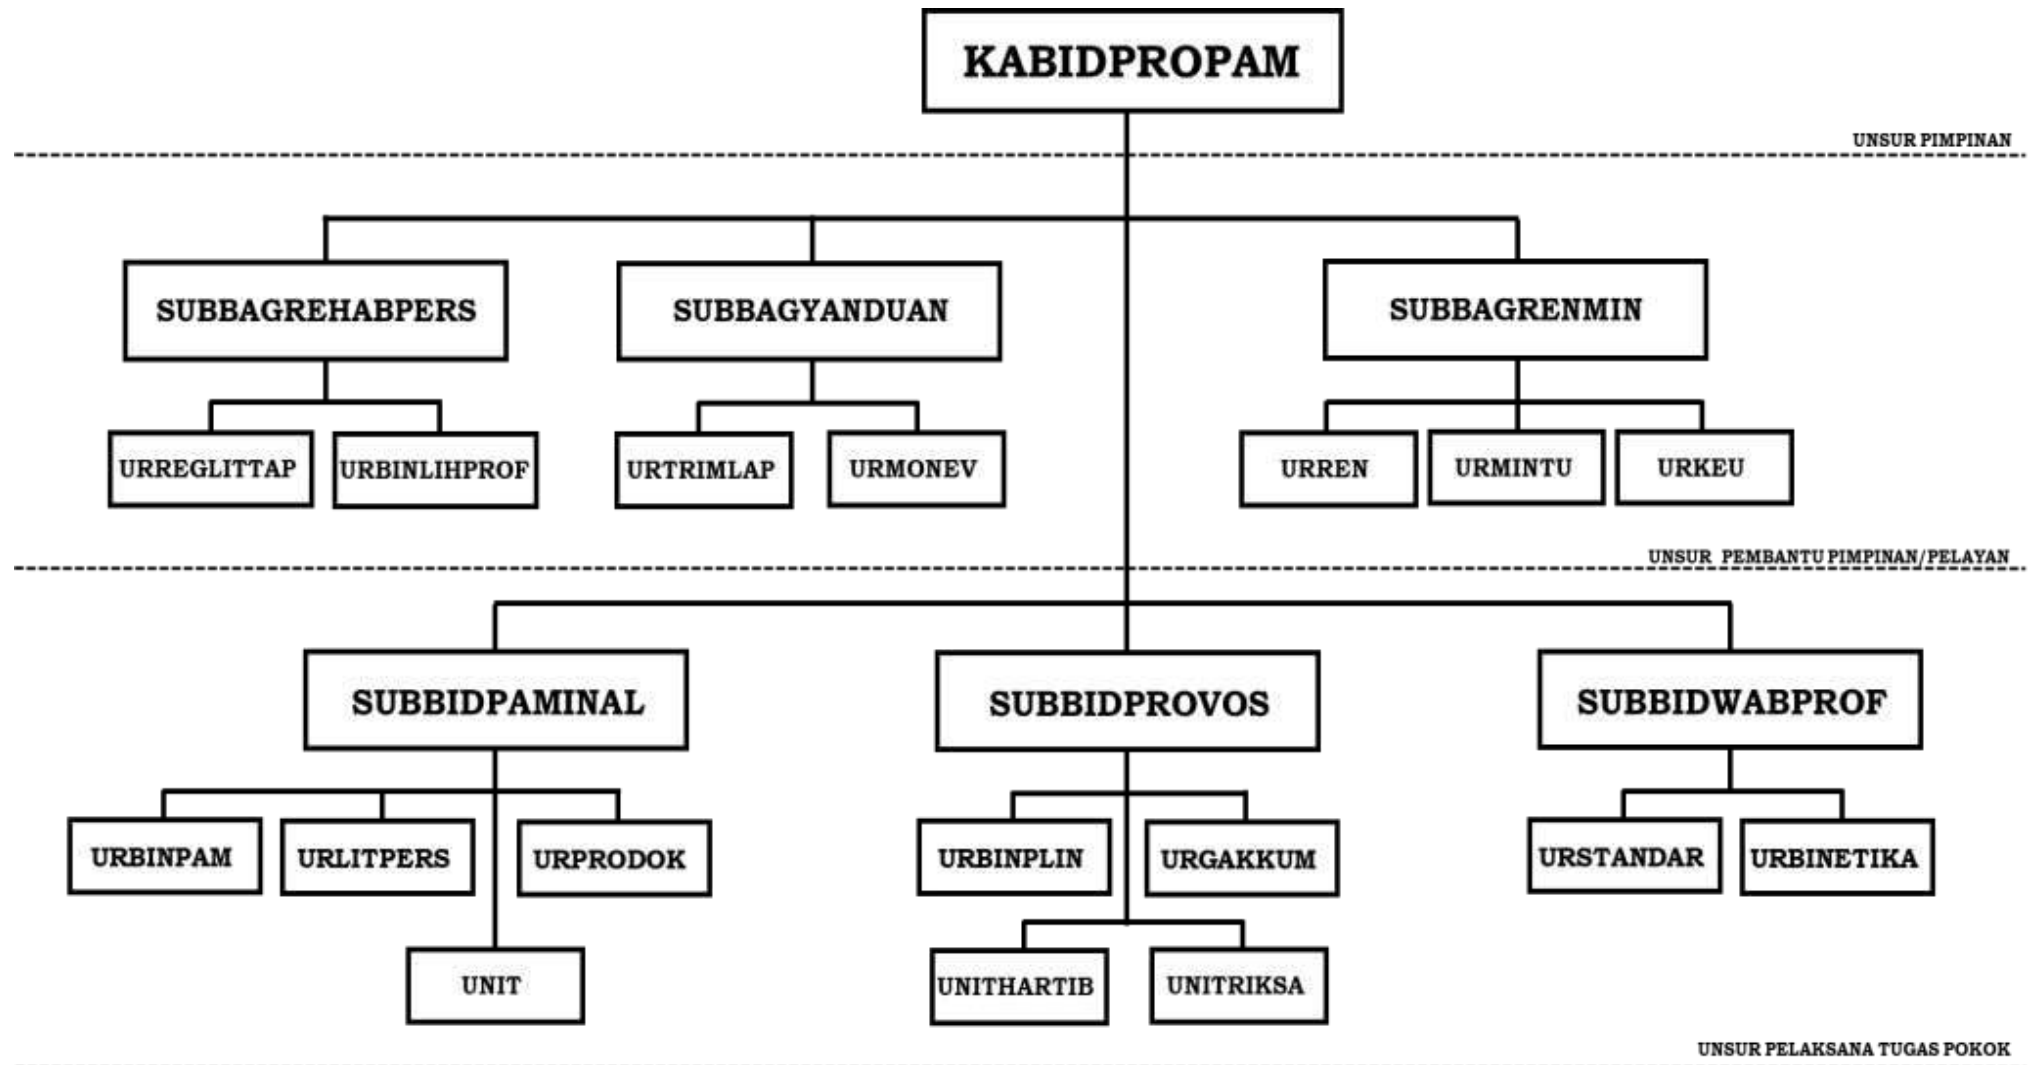 KABIDPROPAM
UNSUR PIMPINAN
SUBBAGREHABPERS
SUBBAGYANDUAN
SUBBAGRENMIN
URREGLITTAP
URBINLIHPROF
URTRIMLAP
URMONEV
URREN
URMINTU
URKEU
UNSUR PEMBANTU PIMPINAN/PELAYAN
SUBBIDPAMINAL
SUBBIDPROVOS
SUBBIDWABPROF
URBINPAM
URLITPERS
URPRODOK
URBINPLIN
URGAKKUM
URSTANDAR
URBINETIKA
UNIT
UNITHARTIB
UNITRIKSA
UNSUR PELAKSANA TUGAS POKOK